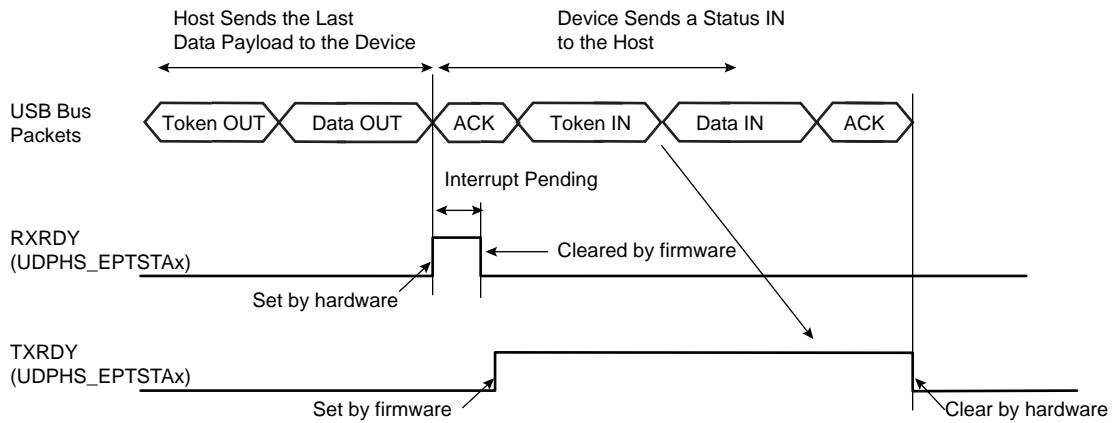 Host Sends the Last
Data Payload to the Device
Device Sends a Status IN
to the Host
USB Bus
Packets
Token OUT
Data OUT
ACK
Token IN
Data IN
ACK
Interrupt Pending
RXRDY
(UDPHS_EPTSTAx)
Cleared by firmware
Set by hardware
TXRDY
(UDPHS_EPTSTAx)
Set by firmware
Clear by hardware